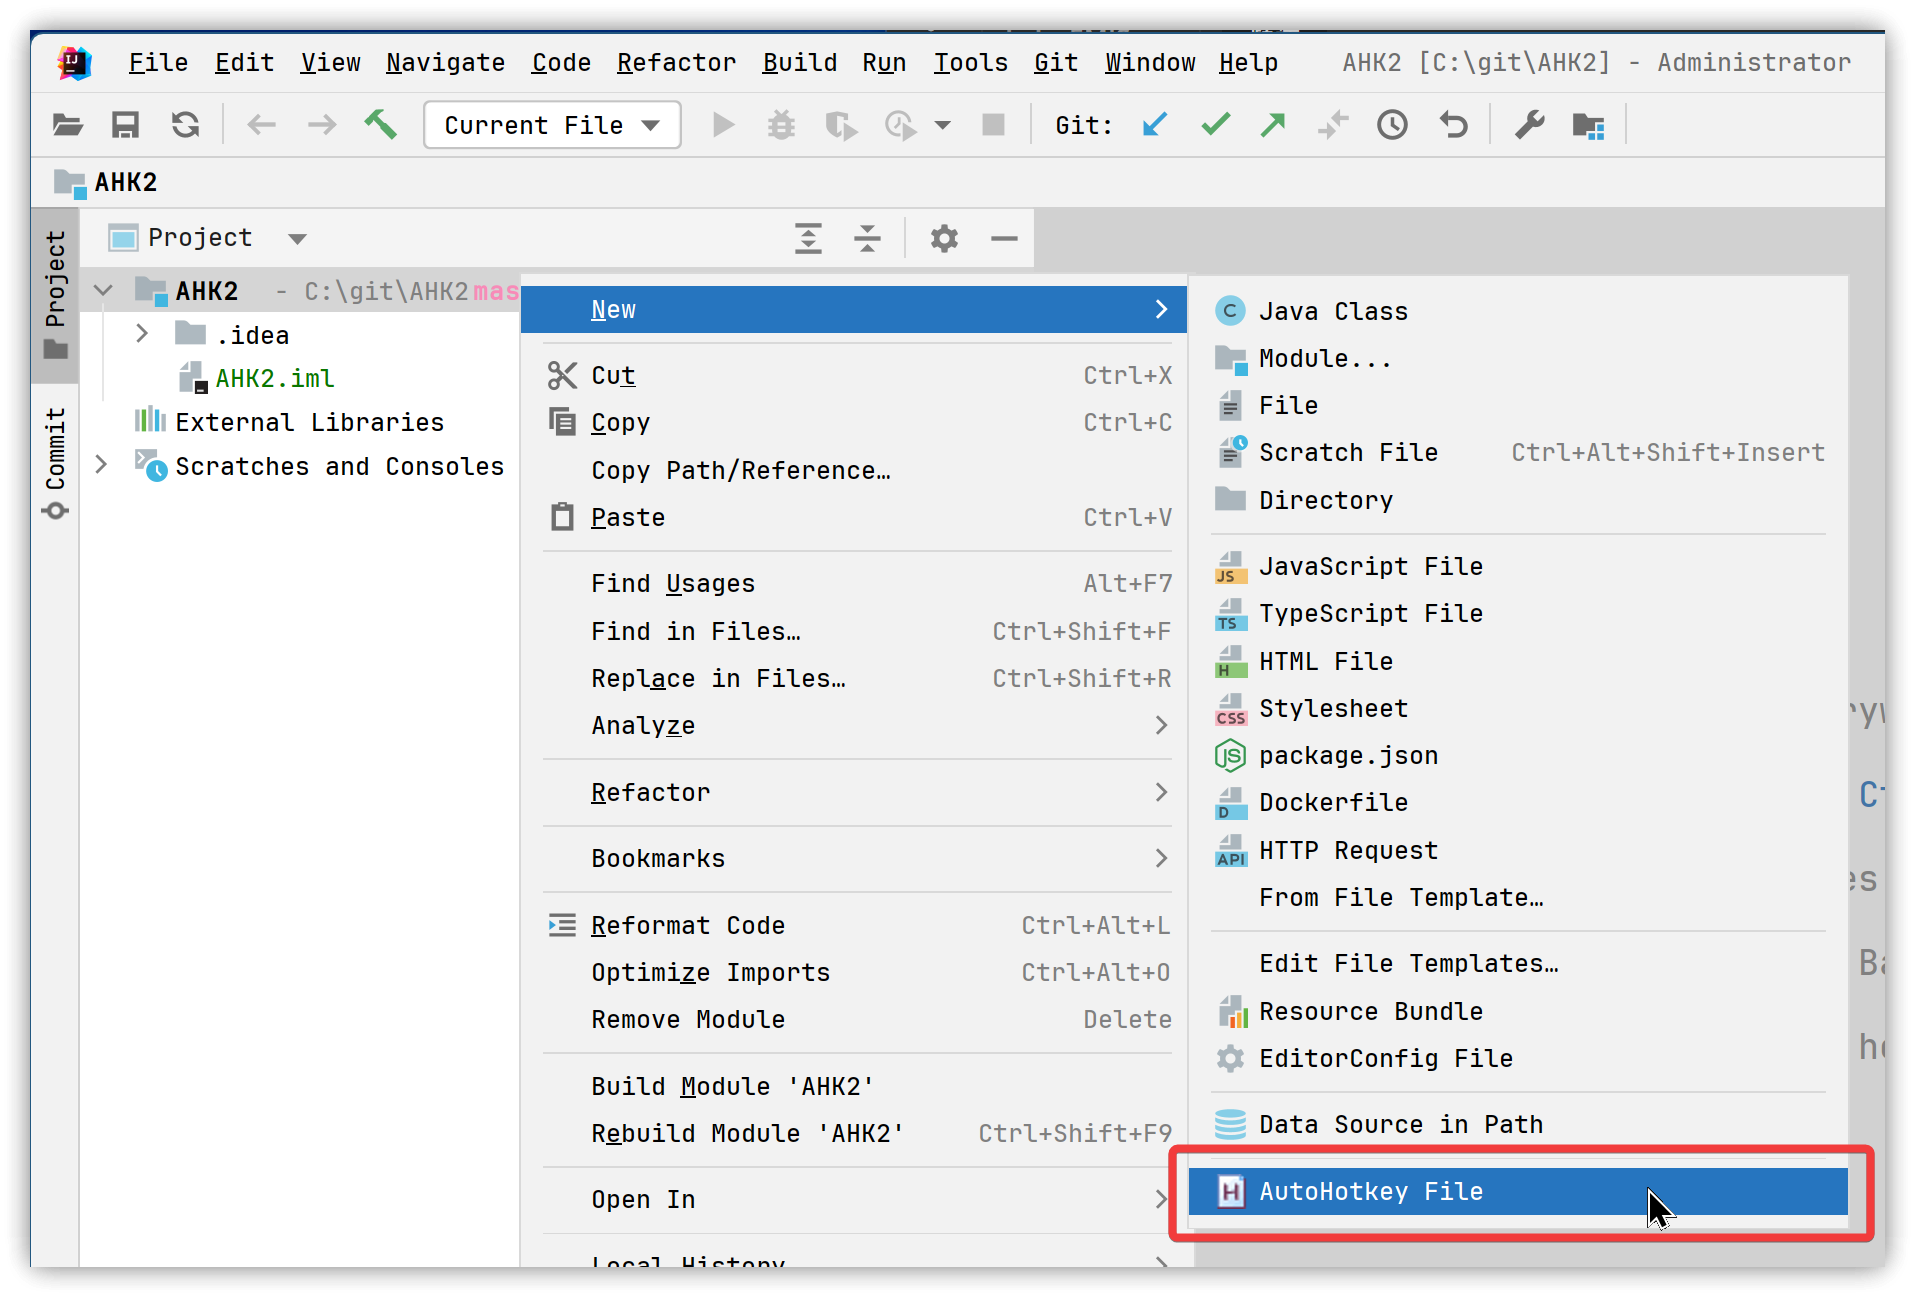 File Edit View Navigate Code Refactor Build Run Tools Git Window Help AHK2 [C:\git\AHK2] - Administrator
Current File Git:
AHK2
Project
Project
Commit
AHK2 - C:\git\AHK2 mas
.idea
AHK2.iml
External Libraries
Scratches and Consoles
New
Cut Ctrl+X
Copy Ctrl+C
Copy Path/Reference…
Paste Ctrl+V
Find Usages Alt+F7
Find in Files… Ctrl+Shift+F
Replace in Files… Ctrl+Shift+R
Analyze
Refactor
Bookmarks
Reformat Code Ctrl+Alt+L
Optimize Imports Ctrl+Alt+O
Remove Module Delete
Build Module 'AHK2'
Rebuild Module 'AHK2' Ctrl+Shift+F9
Open In
Local History
Java Class
Module...
File
Scratch File Ctrl+Alt+Shift+Insert
Directory
JavaScript File
TypeScript File
HTML File
Stylesheet
package.json
Dockerfile
HTTP Request
From File Template…
Edit File Templates…
Resource Bundle
EditorConfig File
Data Source in Path
AutoHotkey File